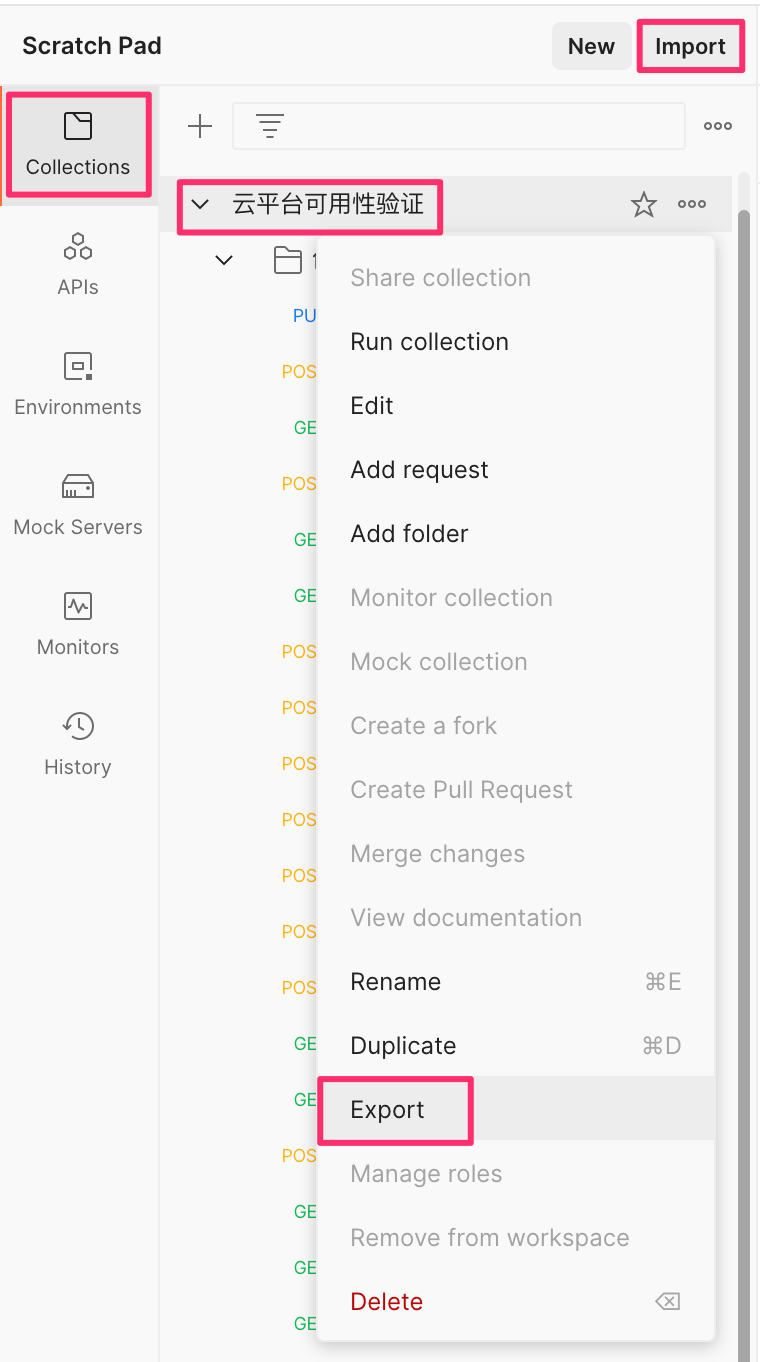 Scratch Pad
New
Import
Collections
APIs
Environments
Mock Servers
Monitors
History
云平台可用性验证
PU
POS
GE
POS
GE
GE
POS
POS
POS
POS
POS
POS
POS
GE
GE
POS
GE
GE
GE
Share collection
Run collection
Edit
Add request
Add folder
Monitor collection
Mock collection
Create a fork
Create Pull Request
Merge changes
View documentation
Rename ⌘E
Duplicate ⌘D
Export
Manage roles
Remove from workspace
Delete